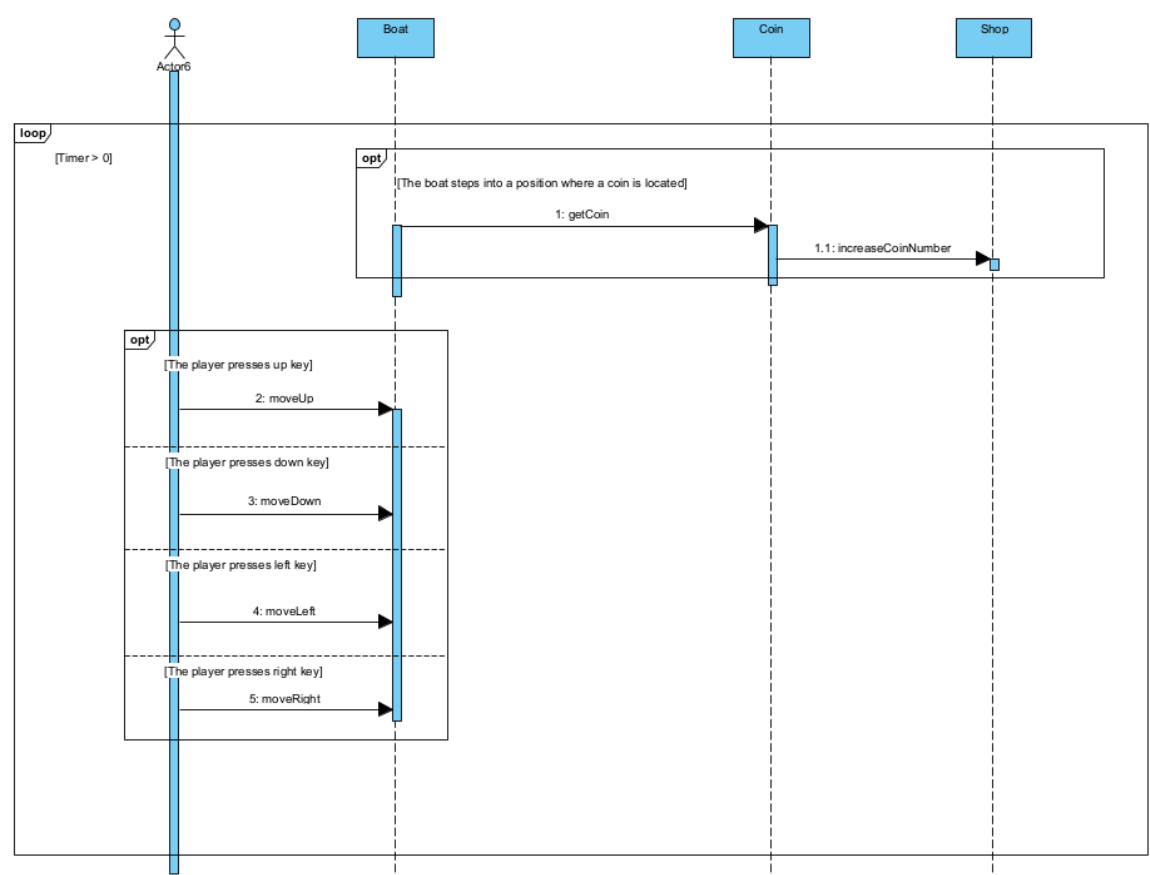 Actor6
Boat
Coin
Shop
loop
[Timer > 0]
opt
[The boat steps into a position where a coin is located]
1: getCoin
1.1: increaseCoinNumber
opt
[The player presses up key]
2: moveUp
[The player presses down key]
3: moveDown
[The player presses left key]
4: moveLeft
[The player presses right key]
5: moveRight